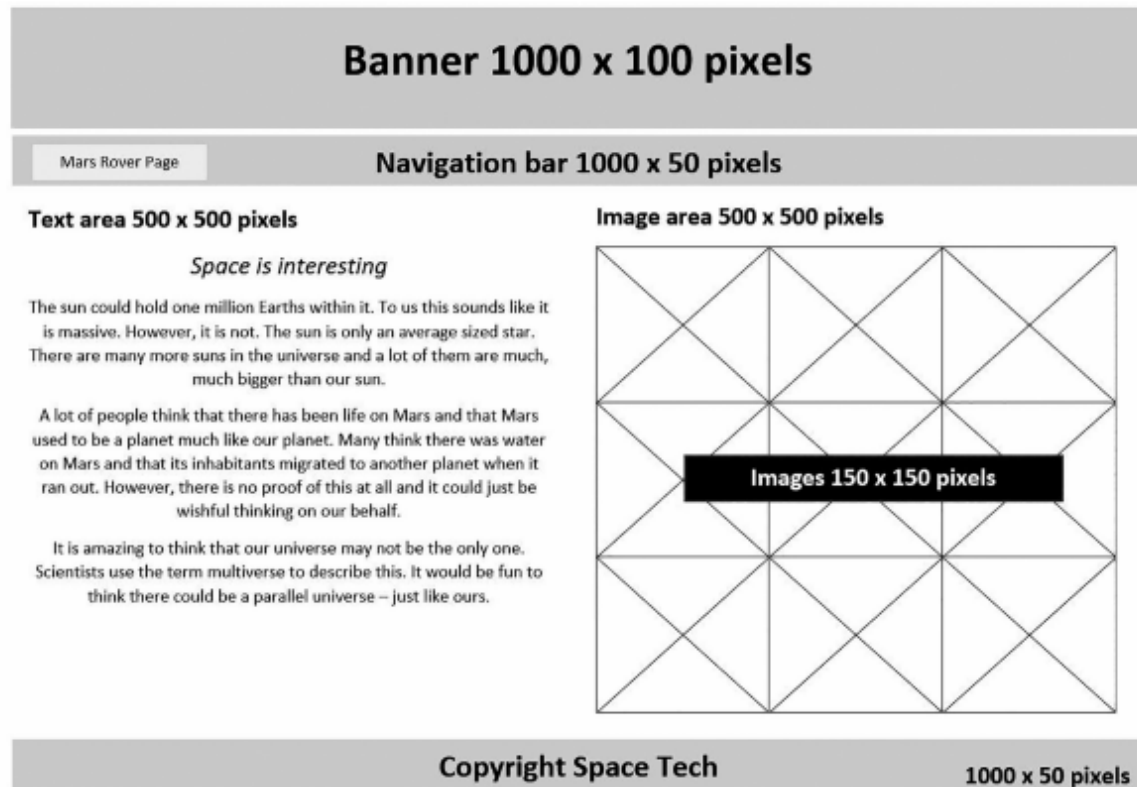 Banner 1000 x 100 pixels
Mars Rover Page
Navigation bar 1000 x 50 pixels
Text area 500 x 500 pixels
Space is interesting
The sun could hold one million Earths within it. To us this sounds like it
is massive. However, it is not. The sun is only an average sized star.
There are many more suns in the universe and a lot of them are much,
much bigger than our sun.
A lot of people think that there has been life on Mars and that Mars
used to be a planet much like our planet. Many think there was water
on Mars and that its inhabitants migrated to another planet when it
ran out. However, there is no proof of this at all and it could just be
wishful thinking on our behalf.
It is amazing to think that our universe may not be the only one.
Scientists use the term multiverse to describe this. It would be fun to
think there could be a parallel universe – just like ours.
Image area 500 x 500 pixels
Images 150 x 150 pixels
Copyright Space Tech
1000 x 50 pixels